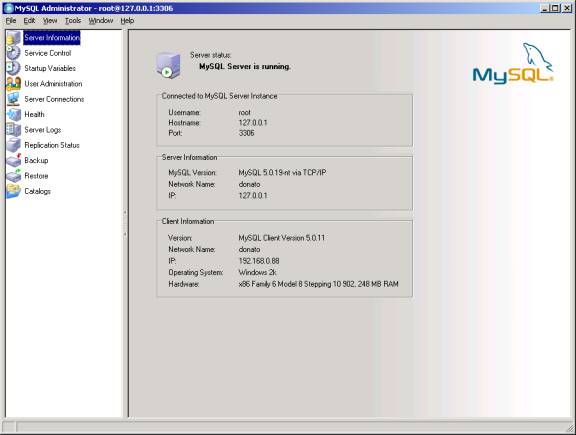 MySQL Administrator - root@127.0.0.1:3306
File Edit View Tools Window Help
Server Information
Service Control
Startup Variables
User Administration
Server Connections
Health
Server Logs
Replication Status
Backup
Restore
Catalogs
Server status:
MySQL Server is running.
MySQL®
Connected to MySQL Server Instance
Username: root
Hostname: 127.0.0.1
Port: 3306
Server Information
MySQL Version: MySQL 5.0.19-nt via TCP/IP
Network Name: donato
IP: 127.0.0.1
Client Information
Version: MySQL Client Version 5.0.11
Network Name: donato
IP: 192.168.0.88
Operating System: Windows 2k
Hardware: x86 Family 6 Model 8 Stepping 10 902, 248 MB RAM